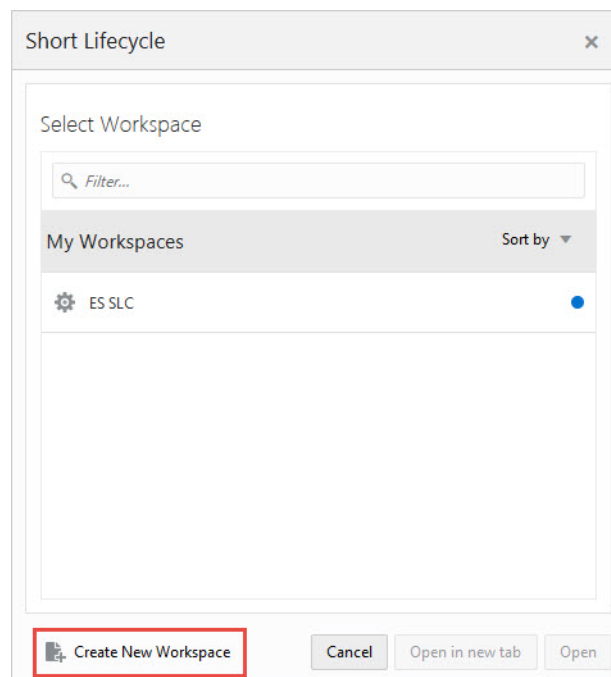 Short Lifecycle
Select Workspace
Filter...
My Workspaces Sort by
ES SLC
Create New Workspace Cancel Open in new tab Open